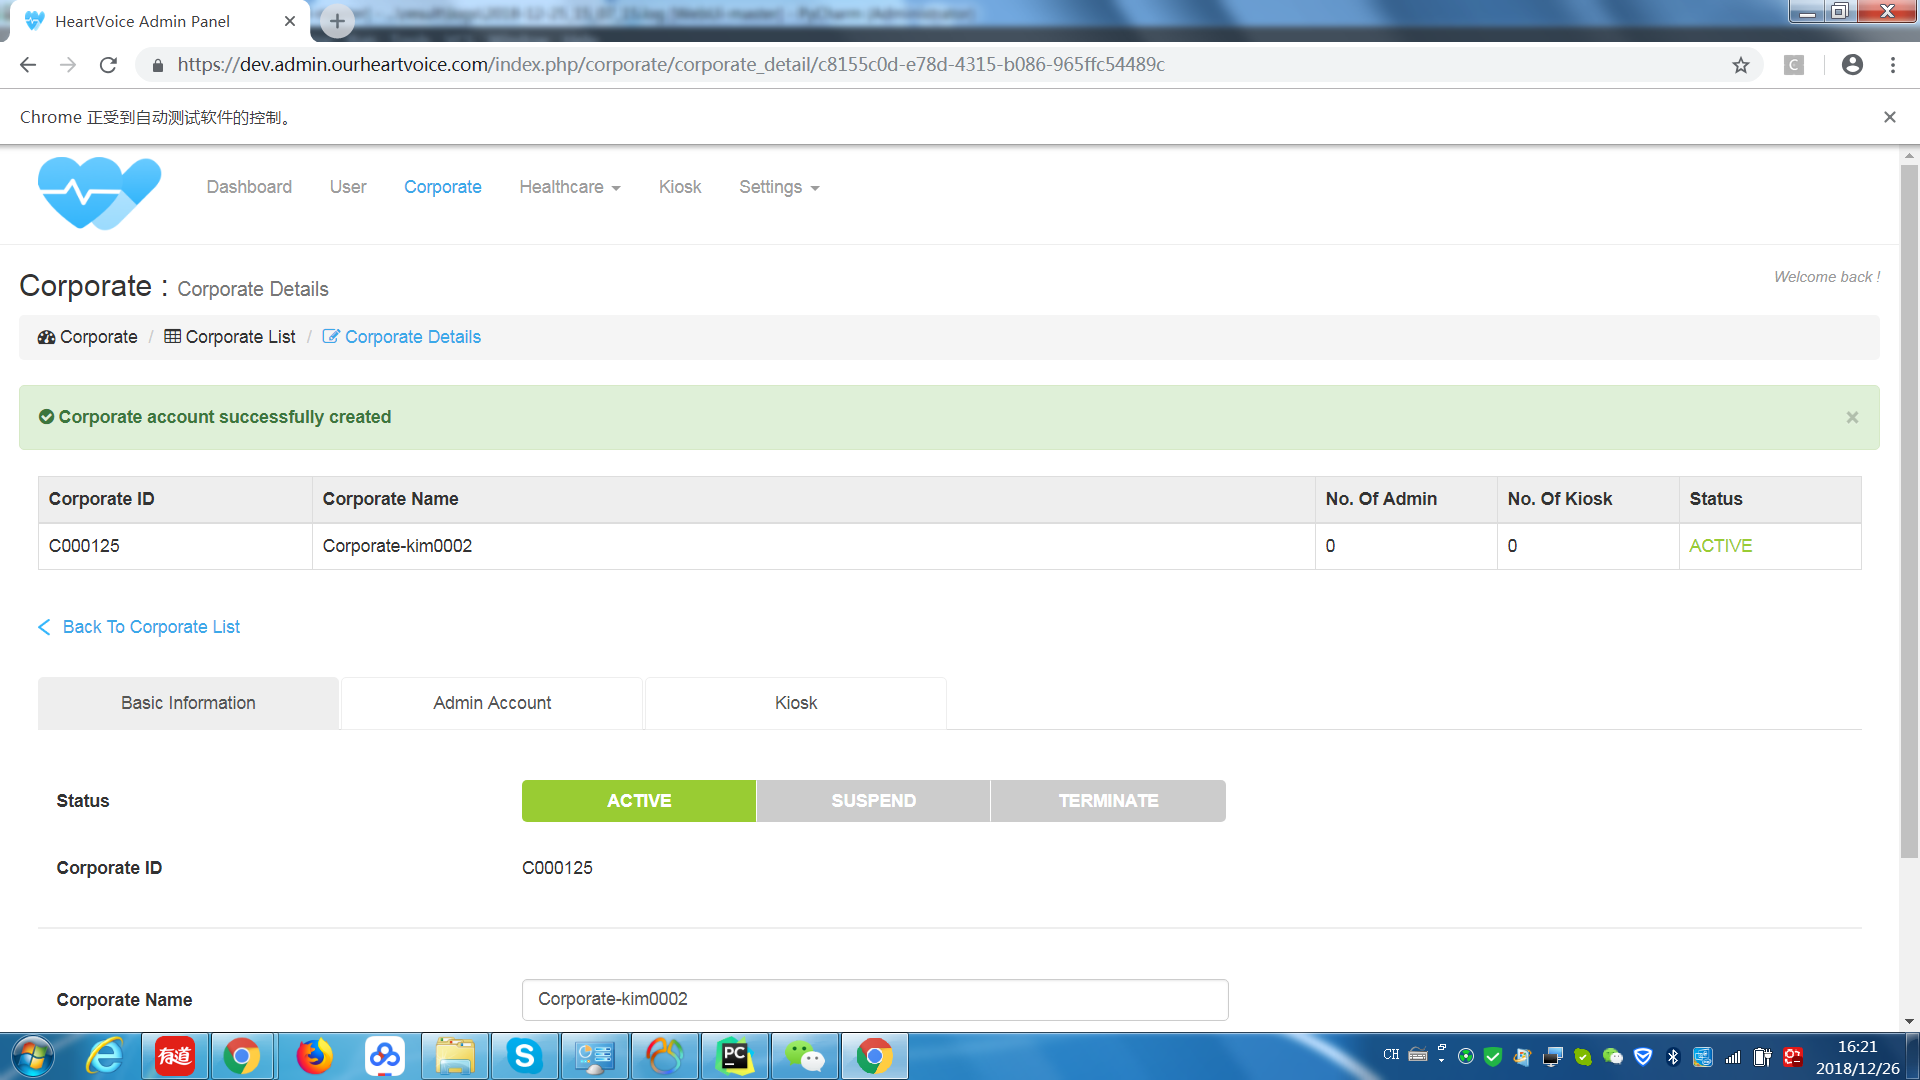 HeartVoice Admin Panel
https://dev.admin.ourheartvoice.com/index.php/corporate/corporate_detail/c8155c0d-e78d-4315-b086-965ffc54489c
C
Chrome 正受到自动测试软件的控制。
Dashboard User Corporate Healthcare Kiosk Settings
Corporate : Corporate Details
Welcome back !
Corporate / Corporate List / Corporate Details
Corporate account successfully created
Corporate ID Corporate Name No. Of Admin No. Of Kiosk Status
C000125 Corporate-kim0002 0 0 ACTIVE
Back To Corporate List
Basic Information Admin Account Kiosk
Status ACTIVE SUSPEND TERMINATE
Corporate ID C000125
Corporate Name Corporate-kim0002
有道
PC
CH
16:21
2018/12/26